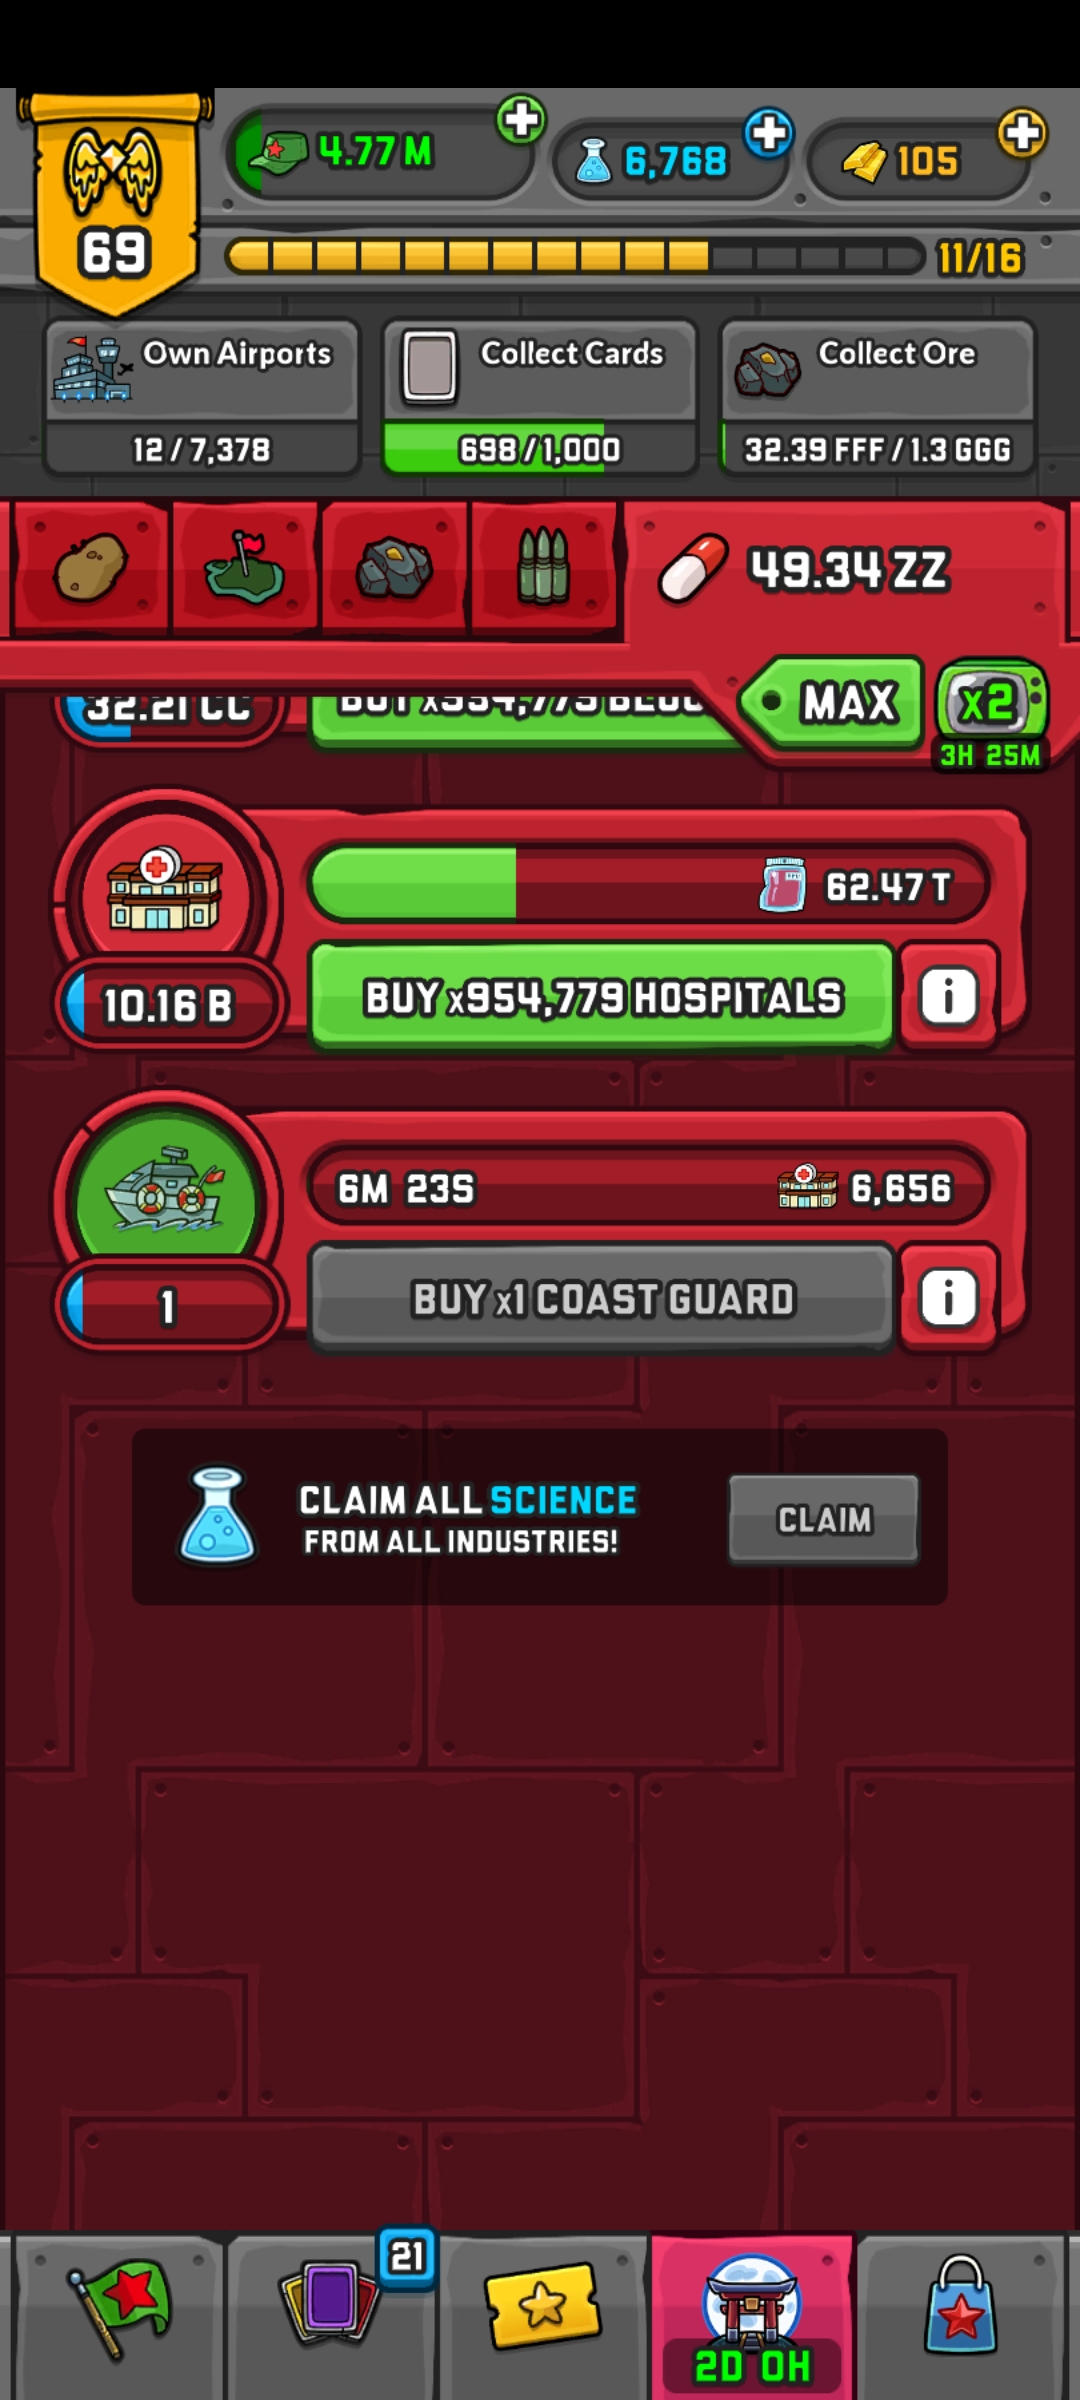 4.77 M
6,768
105
69
11/16
Own Airports
12 / 7,378
Collect Cards
698 / 1,000
Collect Ore
32.39 FFF / 1.3 GGG
49.34 ZZ
MAX
x2
3H 25M
32.21 CC
62.47 T
10.16 B
BUY x954,779 HOSPITALS
i
6M 23S
6,656
1
BUY x1 COAST GUARD
i
CLAIM ALL SCIENCE
FROM ALL INDUSTRIES!
CLAIM
21
2D 0H